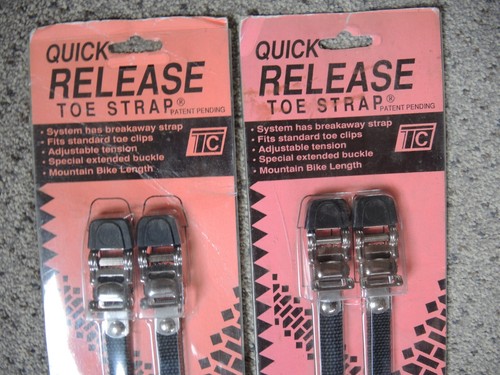 QUICK
RELEASE
TOE STRAP®
PATENT PENDING
• System has breakaway strap
• Fits standard toe clips
• Adjustable tension
• Special extended buckle
• Mountain Bike Length
TC
QUICK
RELEASE
TOE STRAP®
PATENT PENDING
• System has breakaway strap
• Fits standard toe clips
• Adjustable tension
• Special extended buckle
• Mountain Bike Length
TC